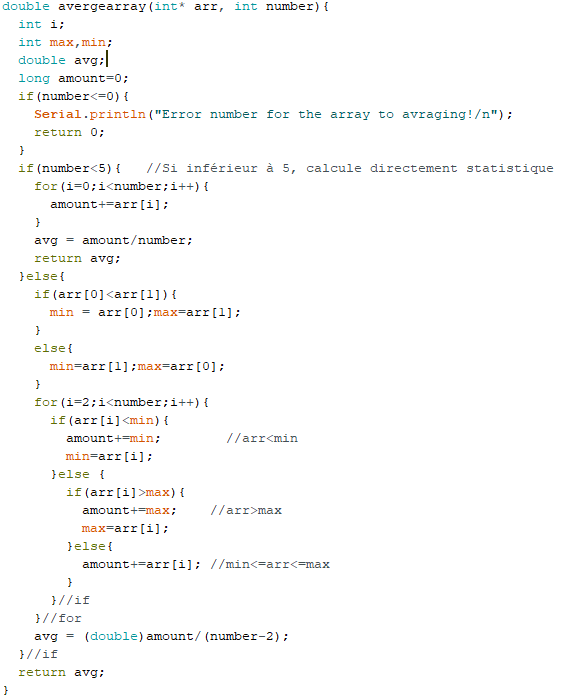 double avergearray(int* arr, int number){
  int i;
  int max,min;
  double avg;
  long amount=0;
  if(number<=0){
    Serial.println("Error number for the array to avraging!/n");
    return 0;
  }
  if(number<5){   //Si inférieur à 5, calcule directement statistique
    for(i=0;i<number;i++){
      amount+=arr[i];
    }
    avg = amount/number;
    return avg;
  }else{
    if(arr[0]<arr[1]){
      min = arr[0];max=arr[1];
    }
    else{
      min=arr[1];max=arr[0];
    }
    for(i=2;i<number;i++){
      if(arr[i]<min){
        amount+=min;        //arr<min
        min=arr[i];
      }else {
        if(arr[i]>max){
          amount+=max;    //arr>max
          max=arr[i];
        }else{
          amount+=arr[i]; //min<=arr<=max
        }
      }//if
    }//for
    avg = (double)amount/(number-2);
  }//if
  return avg;
}